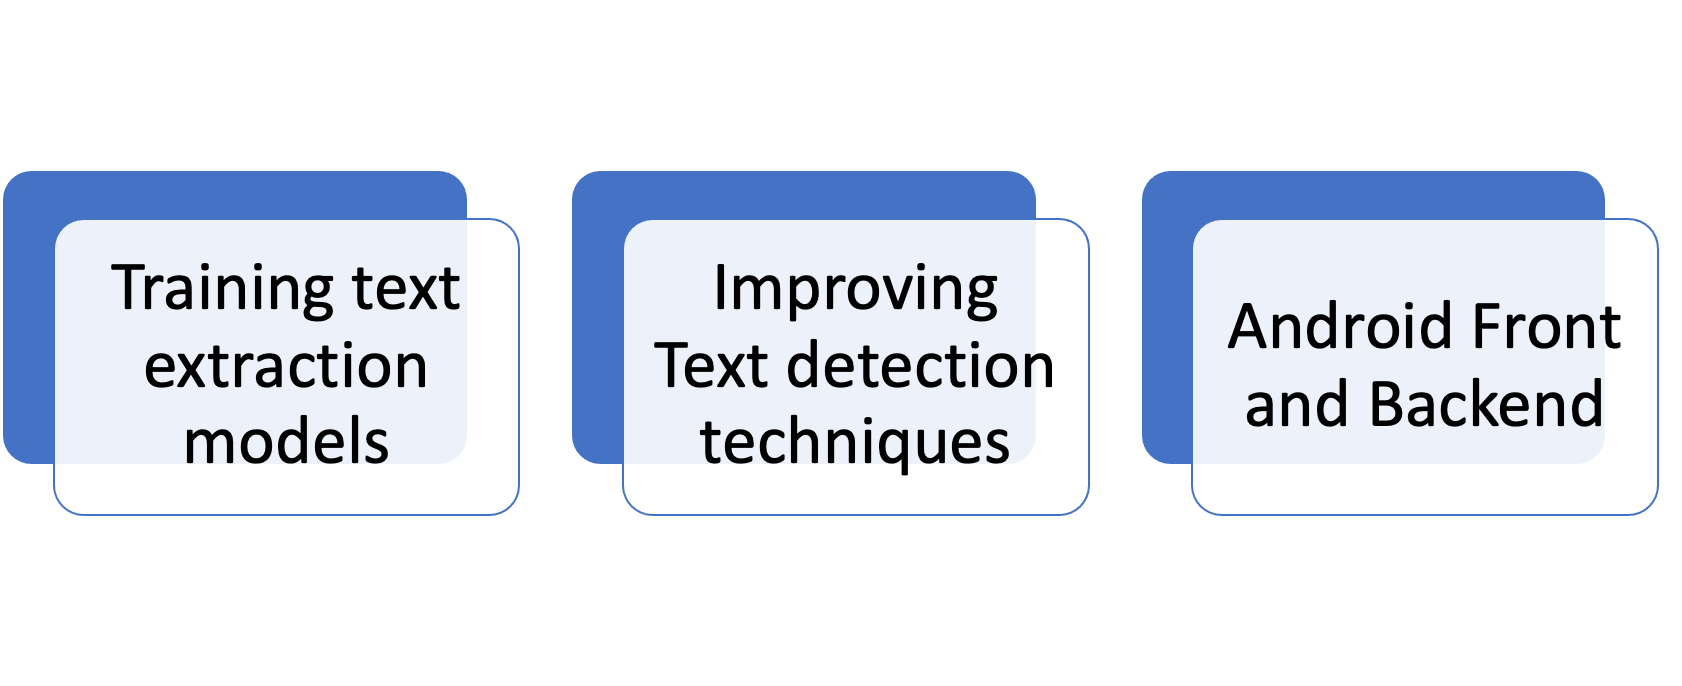 Training text
extraction
models
Improving
Text detection
techniques
Android Front
and Backend